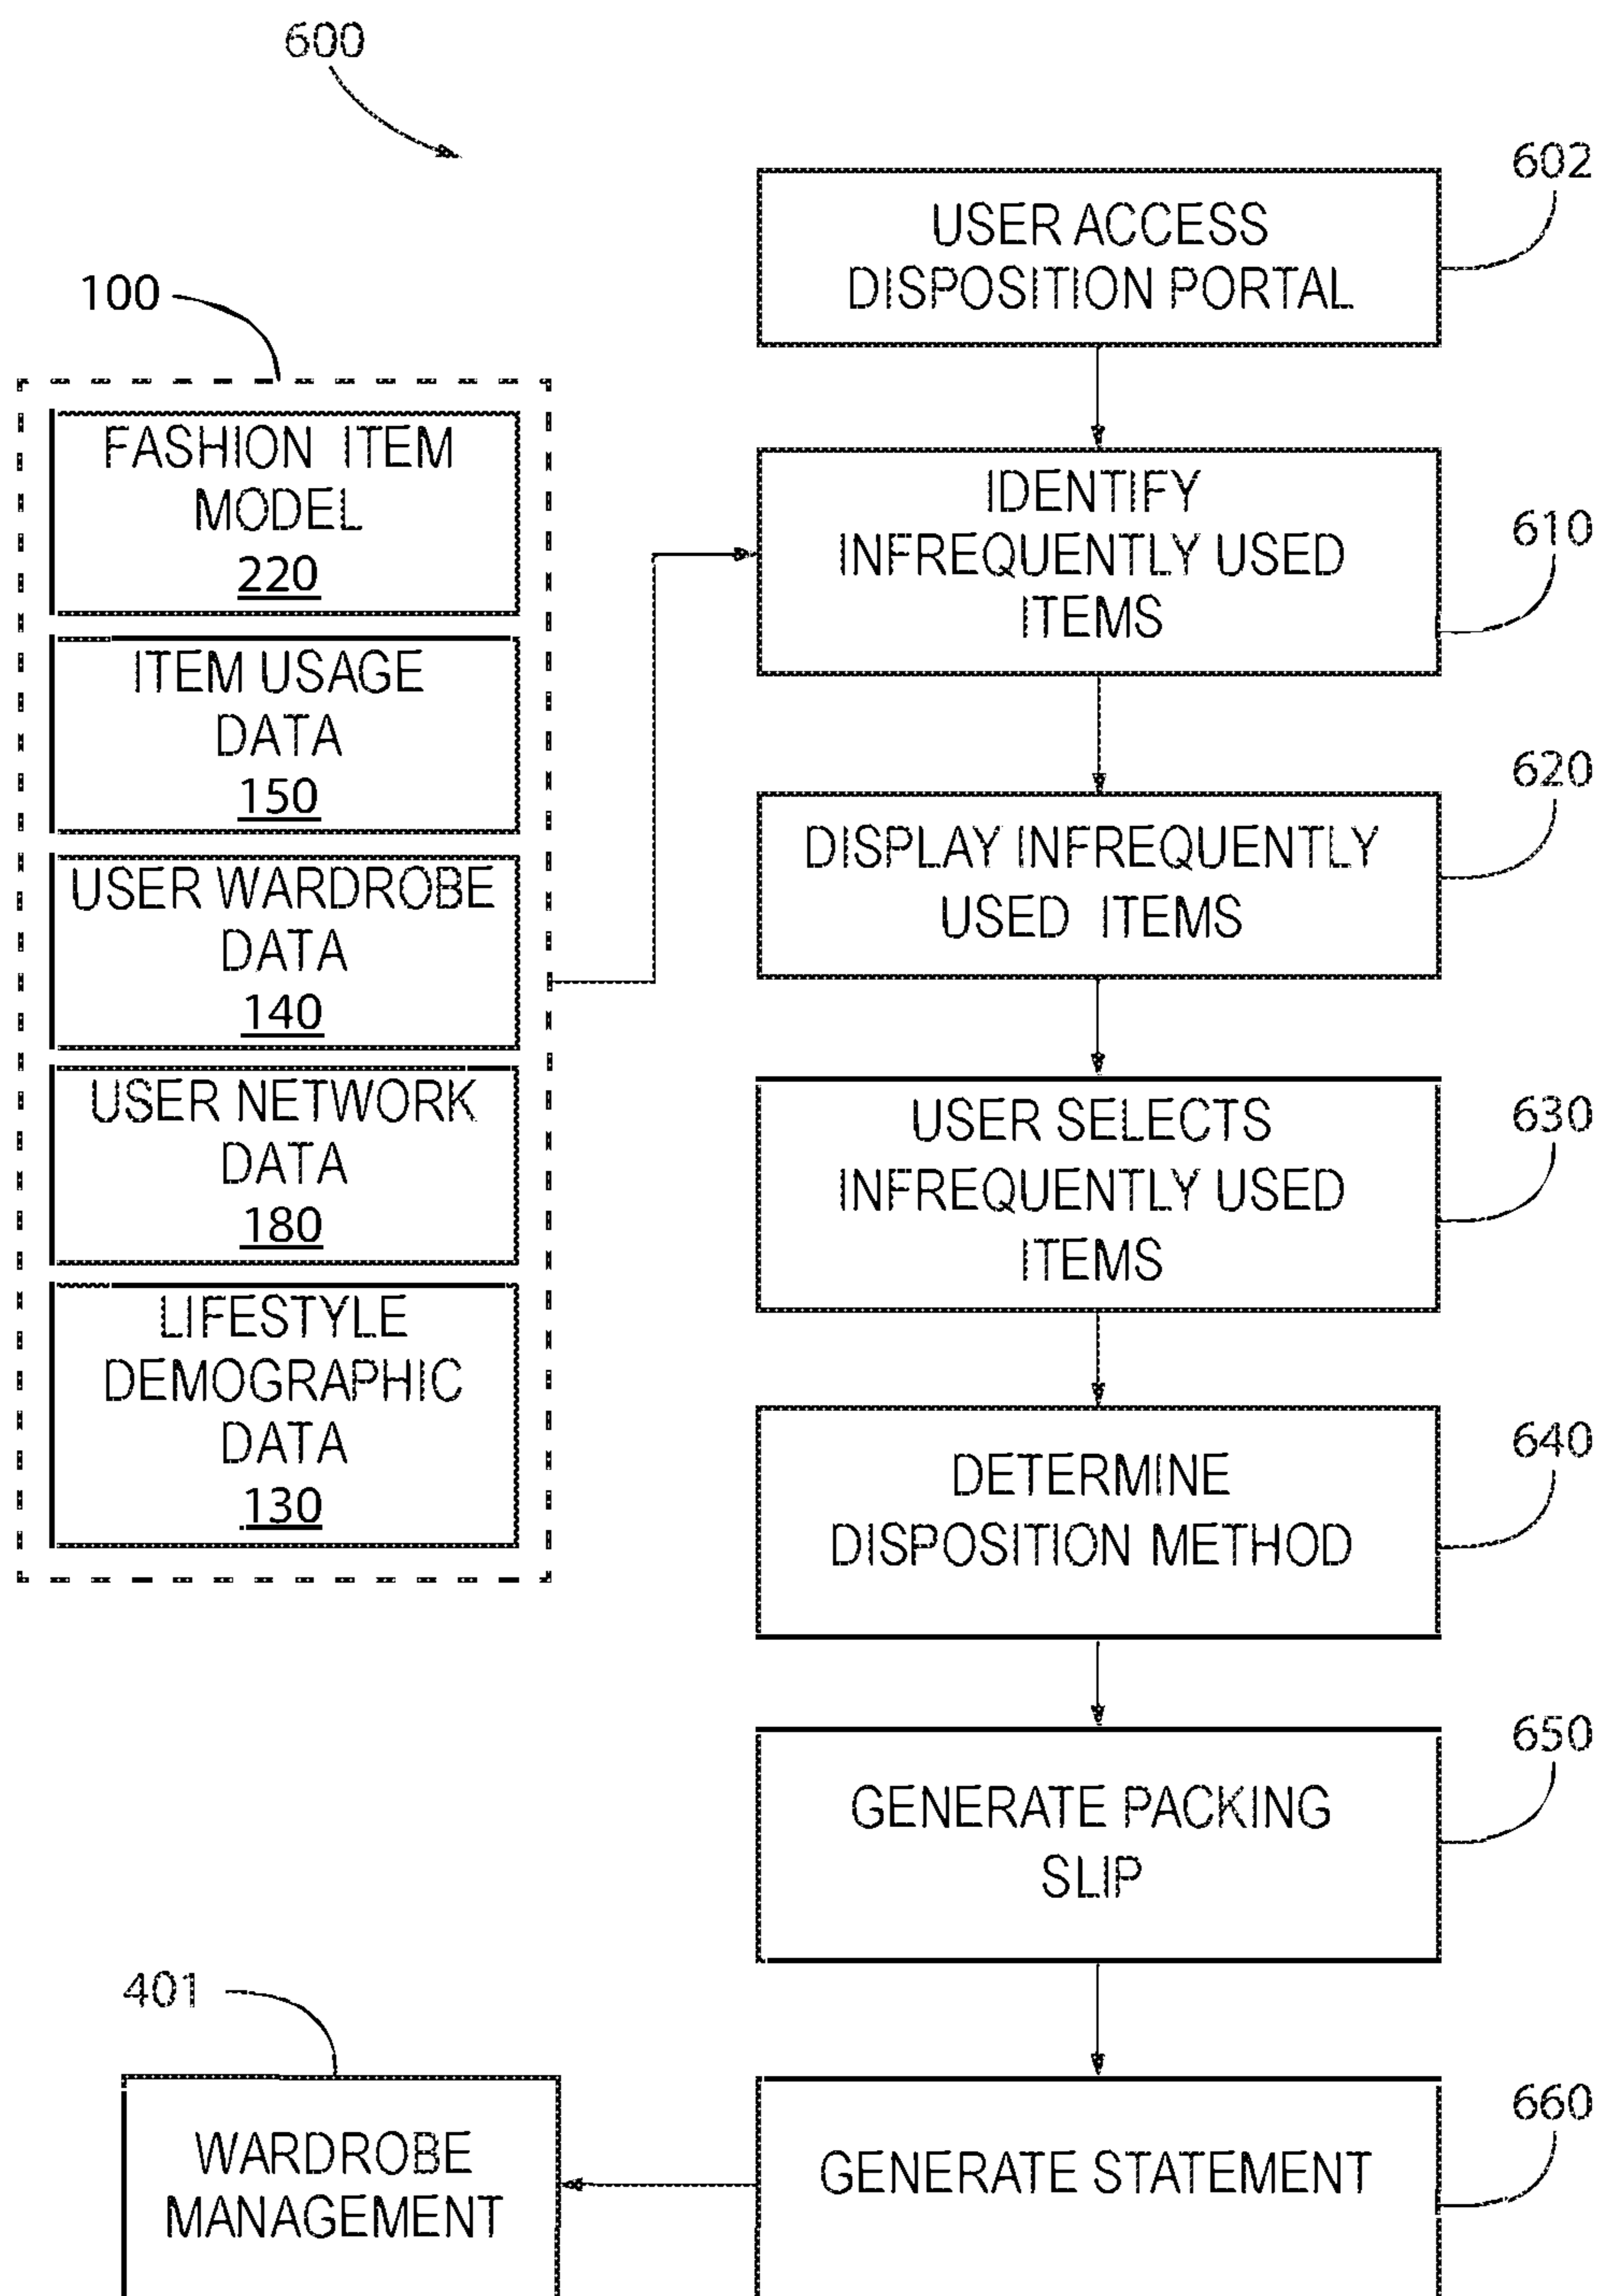 600
602
USER ACCESS
DISPOSITION PORTAL
100
FASHION ITEM
MODEL
220
ITEM USAGE
DATA
150
USER WARDROBE
DATA
140
USER NETWORK
DATA
180
LIFESTYLE
DEMOGRAPHIC
DATA
130
IDENTIFY
INFREQUENTLY USED
ITEMS
610
DISPLAY INFREQUENTLY
USED ITEMS
620
USER SELECTS
INFREQUENTLY USED
ITEMS
630
DETERMINE
DISPOSITION METHOD
640
GENERATE PACKING
SLIP
650
GENERATE STATEMENT
660
401
WARDROBE
MANAGEMENT